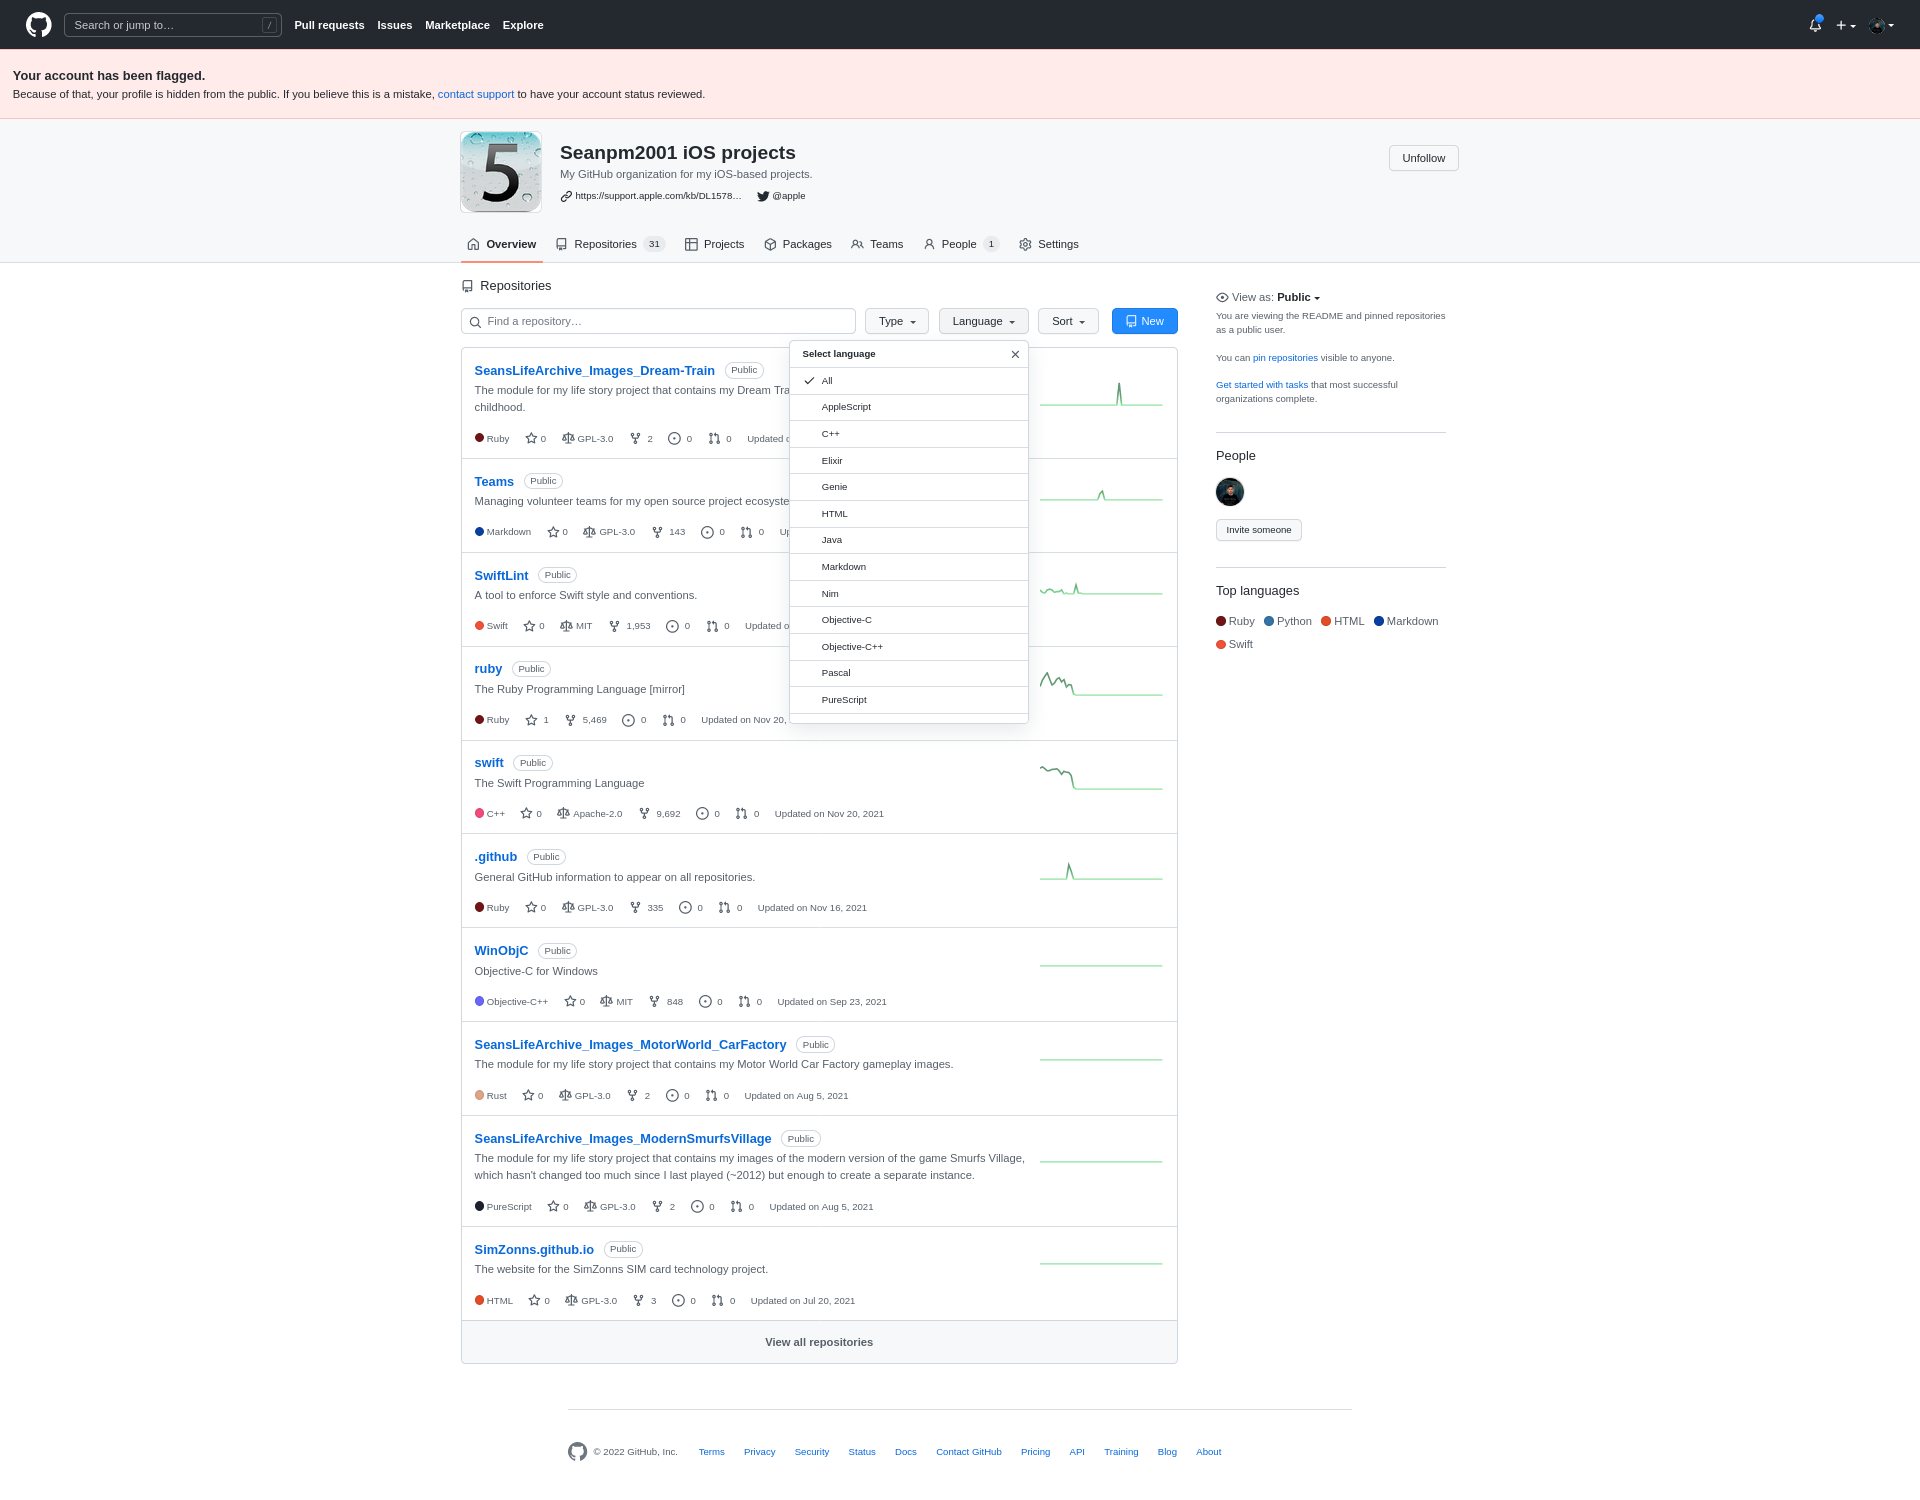 Search or jump to…
/
Pull requests
Issues
Marketplace
Explore
Your account has been flagged.
Because of that, your profile is hidden from the public. If you believe this is a mistake, contact support to have your account status reviewed.
5
Seanpm2001 iOS projects
My GitHub organization for my iOS-based projects.
https://support.apple.com/kb/DL1578… @apple
Unfollow
Overview
Repositories 31
Projects
Packages
Teams
People 1
Settings
Repositories
Find a repository…
Type
Language
Sort
New
Select language
All
AppleScript
C++
Elixir
Genie
HTML
Java
Markdown
Nim
Objective-C
Objective-C++
Pascal
PureScript
SeansLifeArchive_Images_Dream-Train Public
The module for my life story project that contains my Dream
childhood.
Ruby 0 GPL-3.0 2 0 0 Updated
Teams Public
Managing volunteer teams for my open source project
Markdown 0 GPL-3.0 143 0 0
SwiftLint Public
A tool to enforce Swift style and conventions.
Swift 0 MIT 1,953 0 0 Updated
ruby Public
The Ruby Programming Language [mirror]
Ruby 1 5,469 0 0 Updated on Nov 20,
swift Public
The Swift Programming Language
C++ 0 Apache-2.0 9,692 0 0 Updated on Nov 20, 2021
.github Public
General GitHub information to appear on all repositories.
Ruby 0 GPL-3.0 335 0 0 Updated on Nov 16, 2021
WinObjC Public
Objective-C for Windows
Objective-C++ 0 MIT 848 0 0 Updated on Sep 23, 2021
SeansLifeArchive_Images_MotorWorld_CarFactory Public
The module for my life story project that contains my Motor World Car Factory gameplay images.
Rust 0 GPL-3.0 2 0 0 Updated on Aug 5, 2021
SeansLifeArchive_Images_ModernSmurfsVillage Public
The module for my life story project that contains my images of the modern version of the game Smurfs Village,
which hasn't changed too much since I last played (~2012) but enough to create a separate instance.
PureScript 0 GPL-3.0 2 0 0 Updated on Aug 5, 2021
SimZonns.github.io Public
The website for the SimZonns SIM card technology project.
HTML 0 GPL-3.0 3 0 0 Updated on Jul 20, 2021
View all repositories
View as: Public
You are viewing the README and pinned repositories
as a public user.
You can pin repositories visible to anyone.
Get started with tasks that most successful
organizations complete.
People
Invite someone
Top languages
Ruby Python HTML Markdown
Swift
© 2022 GitHub, Inc.
Terms
Privacy
Security
Status
Docs
Contact GitHub
Pricing
API
Training
Blog
About